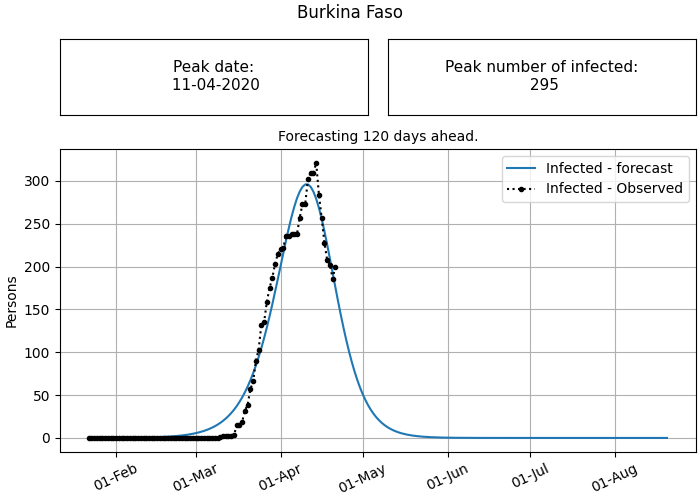 Burkina Faso
Peak date:
11-04-2020
Peak number of infected:
295
Forecasting 120 days ahead.
Infected - forecast
Infected - Observed
Persons
300
250
200
150
100
50
0
01-Feb
01-Mar
01-Apr
01-May
01-Jun
01-Jul
01-Aug